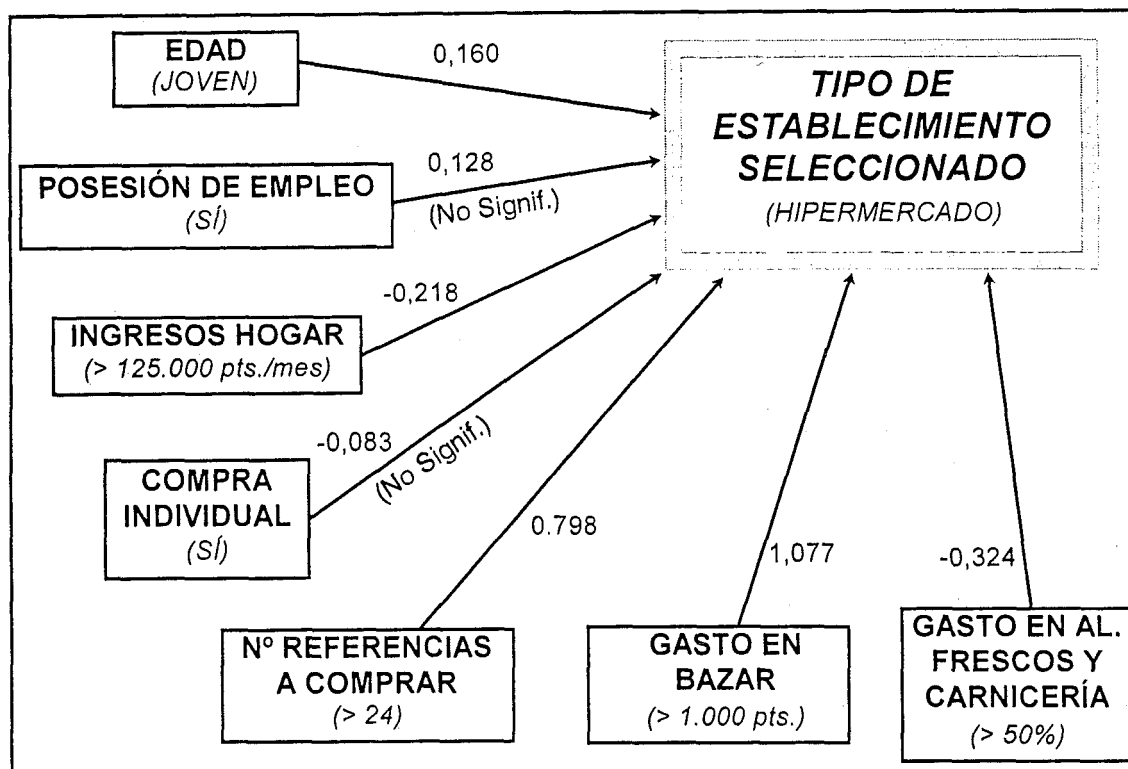 EDAD
(JOVEN)
0,160
TIPO DE
ESTABLECIMIENTO
SELECCIONADO
(HIPERMERCADO)
POSESIÓN DE EMPLEO
(SÍ)
0,128
(No Signif.)
INGRESOS HOGAR
(> 125.000 pts./mes)
-0,218
COMPRA
INDIVIDUAL
(SÍ)
-0,083
(No Signif.)
Nº REFERENCIAS
A COMPRAR
(> 24)
0.798
GASTO EN
BAZAR
(> 1.000 pts.)
1,077
GASTO EN AL.
FRESCOS Y
CARNICERÍA
(> 50%)
-0,324